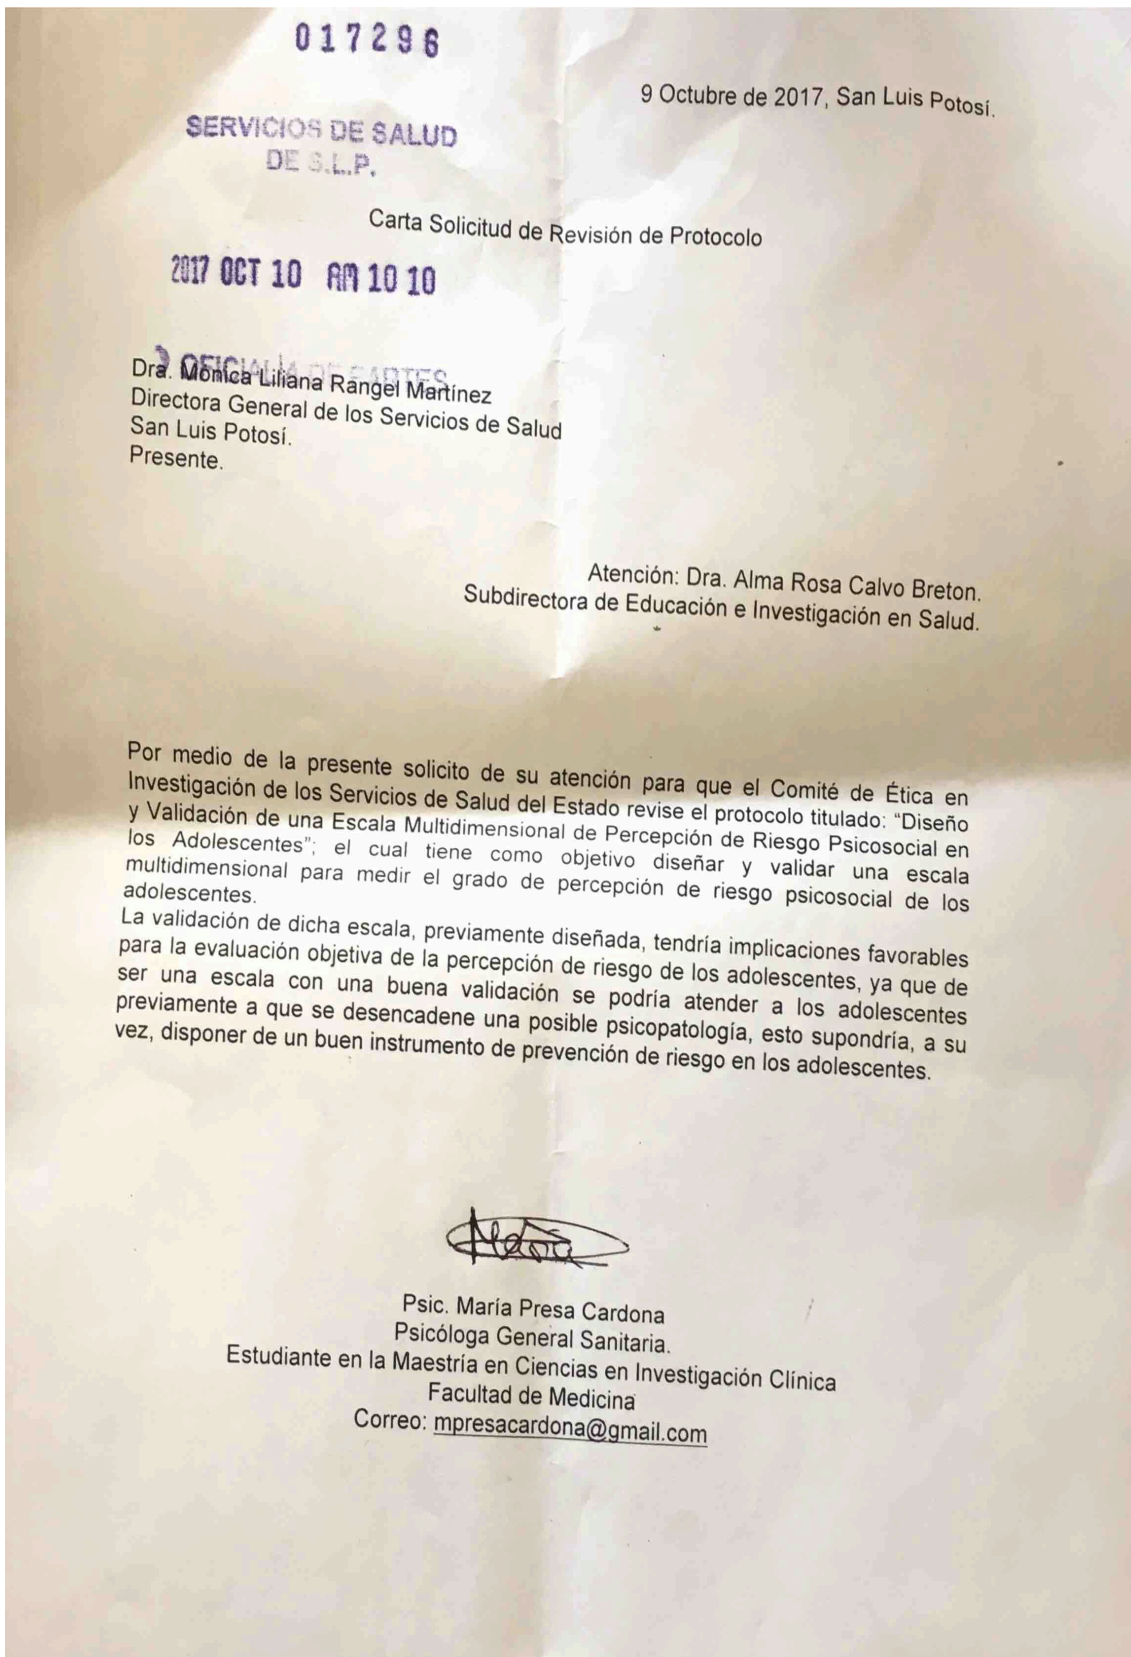 017296
9 Octubre de 2017, San Luis Potosí.
SERVICIOS DE SALUD
DE S.L.P.
Carta Solicitud de Revisión de Protocolo
2017 OCT 10 AM 10 10
OFICIALÍA DE PARTES
Dra. Mónica Liliana Rangel Martínez
Directora General de los Servicios de Salud
San Luis Potosí.
Presente.
Atención: Dra. Alma Rosa Calvo Breton.
Subdirectora de Educación e Investigación en Salud.
Por medio de la presente solicito de su atención para que el Comité de Ética en
Investigación de los Servicios de Salud del Estado revise el protocolo titulado: “Diseño
y Validación de una Escala Multidimensional de Percepción de Riesgo Psicosocial en
los Adolescentes”; el cual tiene como objetivo diseñar y validar una escala
multidimensional para medir el grado de percepción de riesgo psicosocial de los
adolescentes.
La validación de dicha escala, previamente diseñada, tendría implicaciones favorables
para la evaluación objetiva de la percepción de riesgo de los adolescentes, ya que de
ser una escala con una buena validación se podría atender a los adolescentes
previamente a que se desencadene una posible psicopatología, esto supondría, a su
vez, disponer de un buen instrumento de prevención de riesgo en los adolescentes.
María
Psic. María Presa Cardona
Psicóloga General Sanitaria.
Estudiante en la Maestría en Ciencias en Investigación Clínica
Facultad de Medicina
Correo: mpresacardona@gmail.com